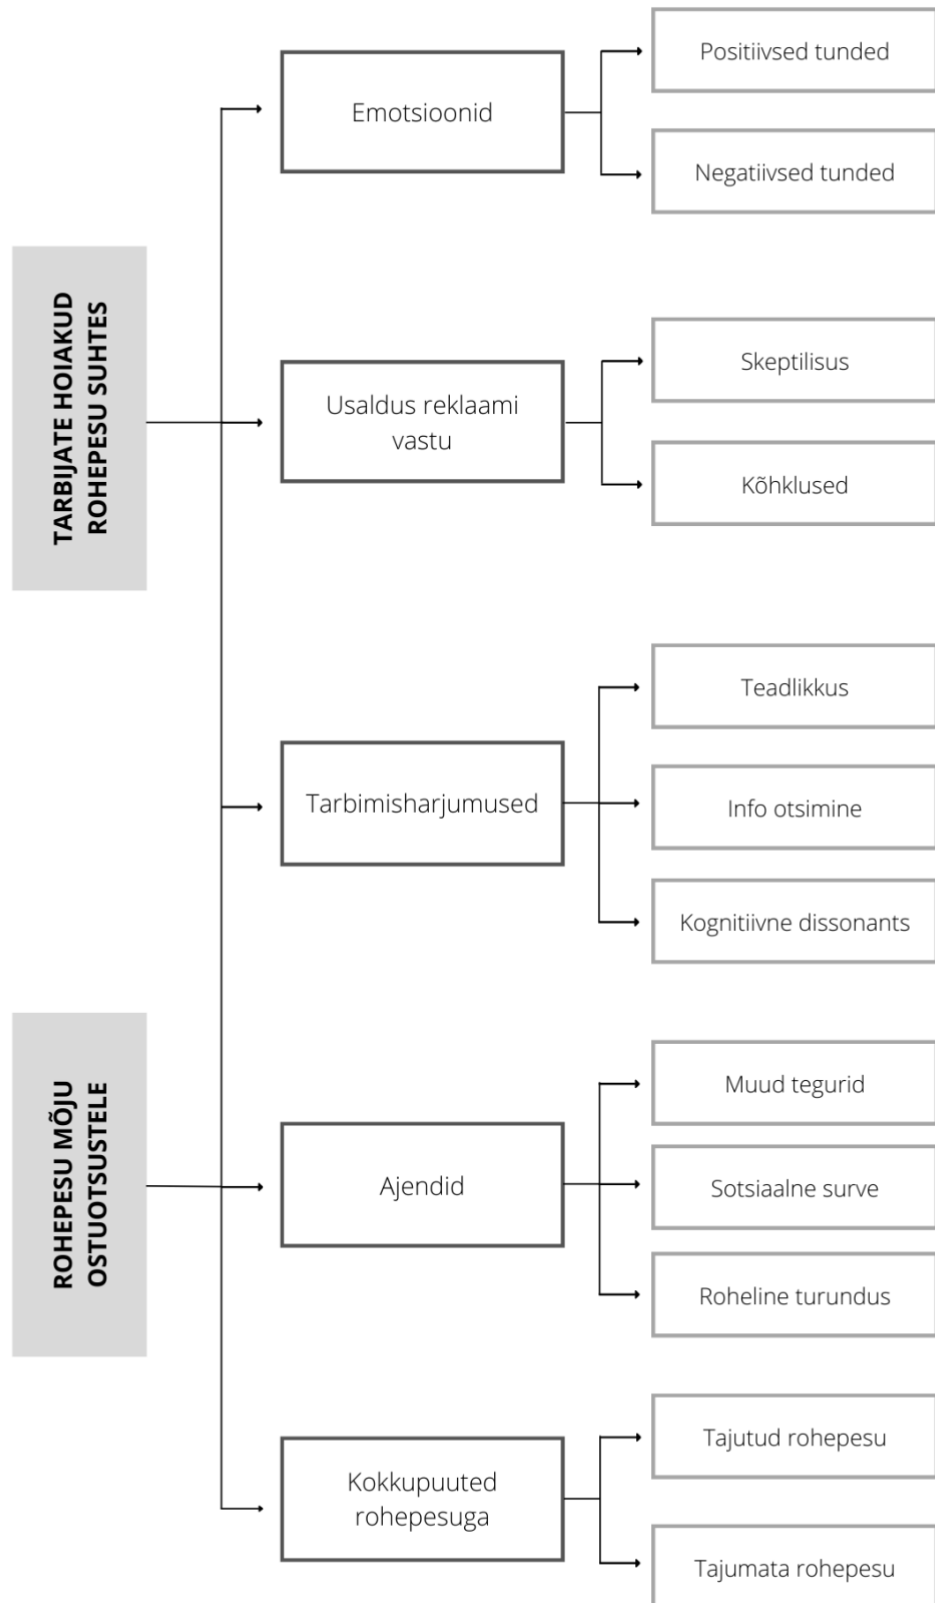 TARBIJATE HOIAKUD
ROHEPESU SUHTES
Emotsioonid
Positiivsed tunded
Negatiivsed tunded
Usaldus reklaami
vastu
Skeptilisus
Kõhklused
Tarbimisharjumused
Teadlikkus
Info otsimine
Kognitiivne dissonants
ROHEPESU MÕJU
OSTUOTSUSTELE
Ajendid
Muud tegurid
Sotsiaalne surve
Roheline turundus
Kokkupuuted
rohepesuga
Tajutud rohepesu
Tajumata rohepesu